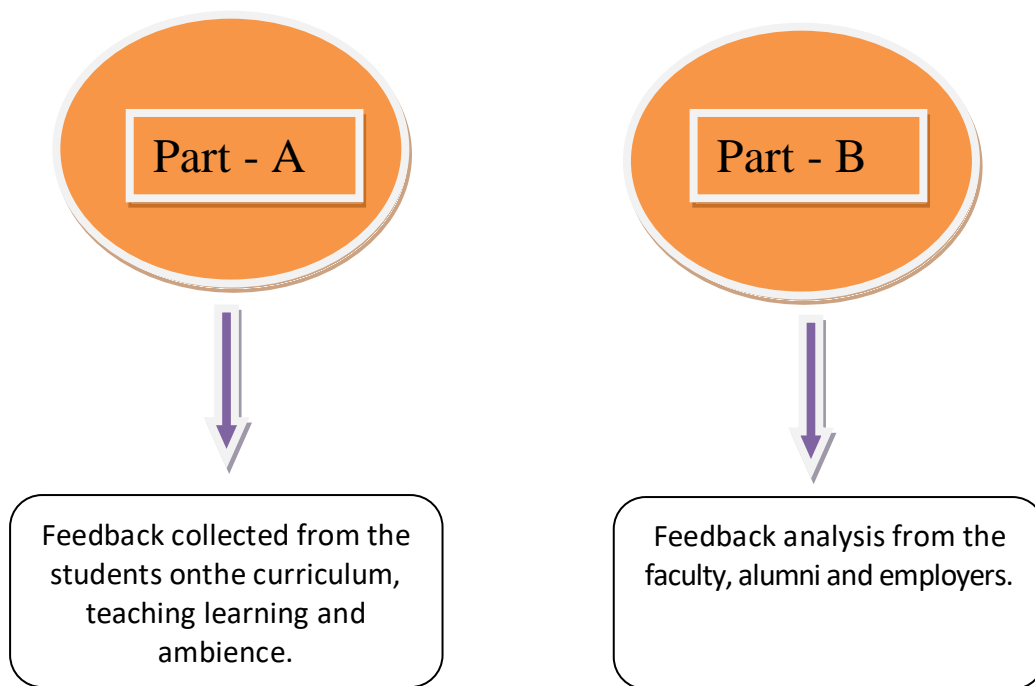 Part - A
Part - B
Feedback collected from the
students onthe curriculum,
teaching learning and
ambience.
Feedback analysis from the
faculty, alumni and employers.